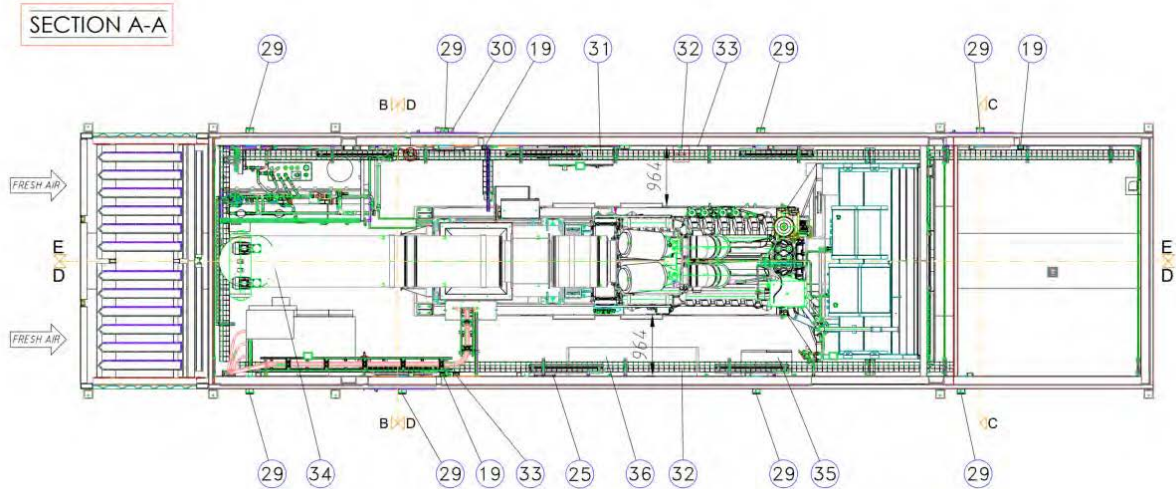 SECTION A-A
29 29 30 19 31 32 33 29 29 19
B D C
FRESH AIR
964
E E
D D
964
FRESH AIR
B D C
29 34 29 19 33 25 36 32 29 35 29